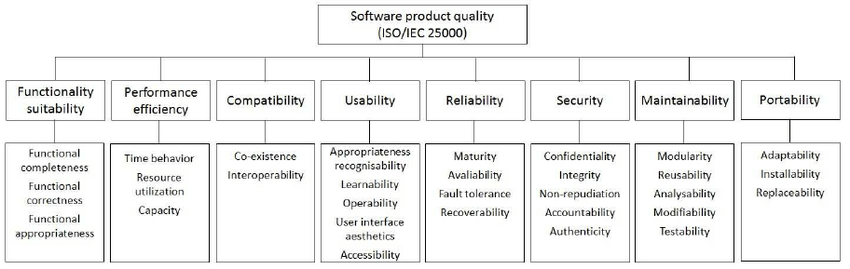 Software product quality
(ISO/IEC 25000)
Functionality
suitability
Performance
efficiency
Compatibility
Usability
Reliability
Security
Maintainability
Portability
Functional
completeness
Functional
correctness
Functional
appropriateness
Time behavior
Resource
utilization
Capacity
Co-existence
Interoperability
Appropriateness
recognisability
Learnability
Operability
User interface
aesthetics
Accessibility
Maturity
Avaliability
Fault tolerance
Recoverability
Confidentiality
Integrity
Non-repudiation
Accountability
Authenticity
Modularity
Reusability
Analysability
Modifiability
Testability
Adaptability
Installability
Replaceability